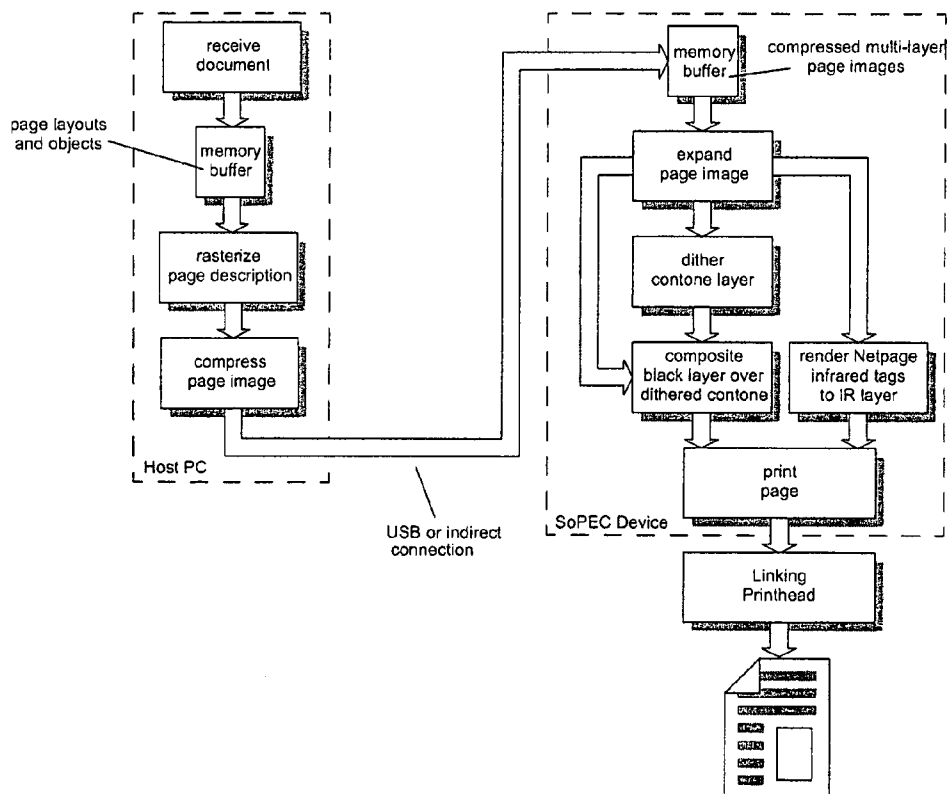 receive
document
page layouts
and objects
memory
buffer
rasterize
page description
compress
page image
Host PC
USB or indirect
connection
memory
buffer
compressed multi-layer
page images
expand
page image
dither
contone layer
composite
black layer over
dithered contone
render Netpage
infrared tags
to IR layer
print
page
SoPEC Device
Linking
Printhead